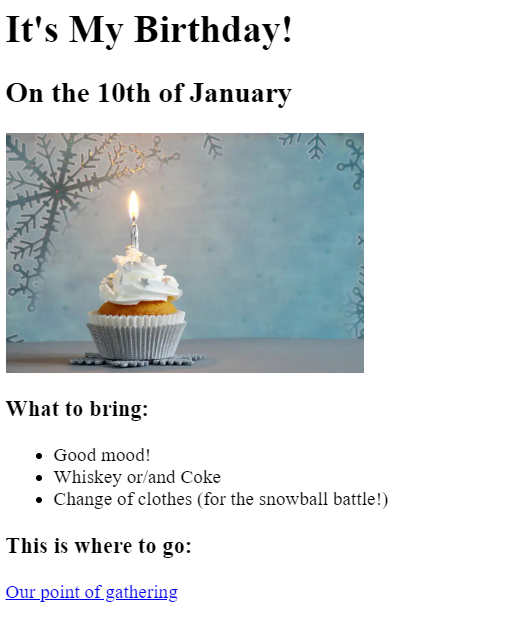 It's My Birthday!
On the 10th of January
What to bring:
Good mood!
Whiskey or/and Coke
Change of clothes (for the snowball battle!)
This is where to go:
Our point of gathering